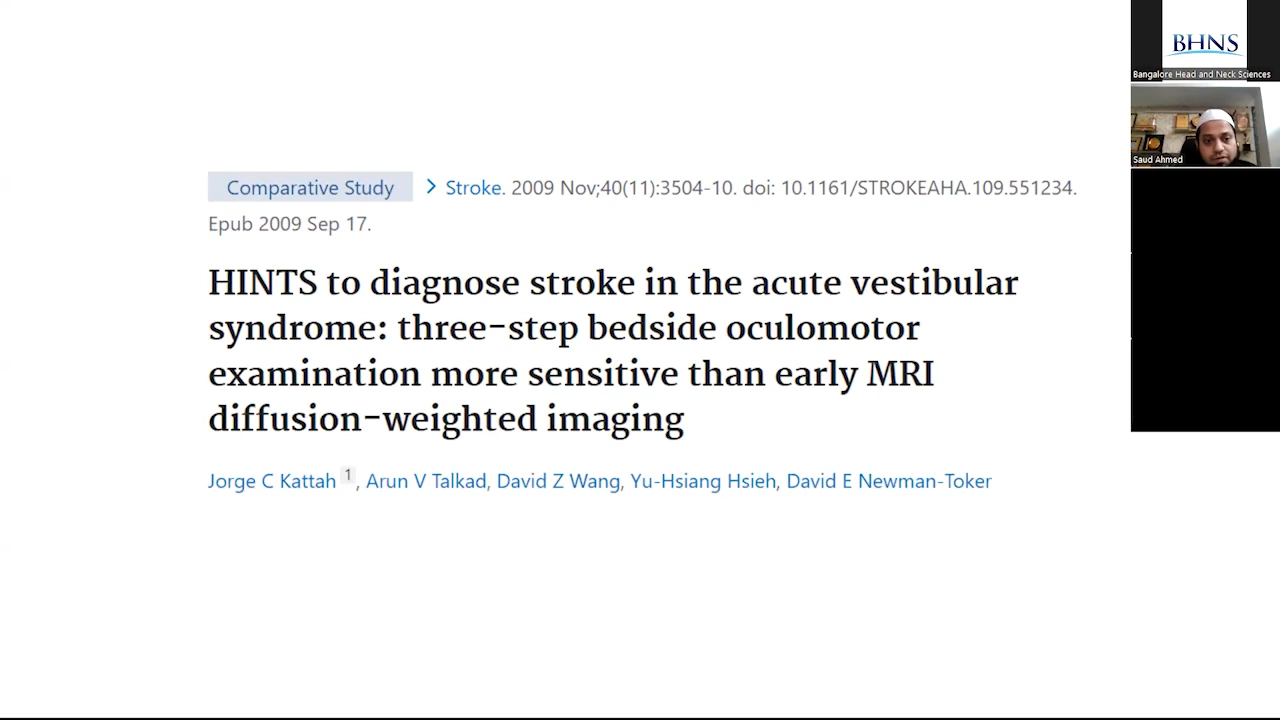 Comparative Study > Stroke. 2009 Nov;40(11):3504-10. doi: 10.1161/STROKEAHA.109.551234.
Epub 2009 Sep 17.
HINTS to diagnose stroke in the acute vestibular
syndrome: three-step bedside oculomotor
examination more sensitive than early MRI
diffusion-weighted imaging
Jorge C Kattah 1, Arun V Talkad, David Z Wang, Yu-Hsiang Hsieh, David E Newman-Toker
BHNS
Bangalore Head and Neck Sciences
Saud Ahmed